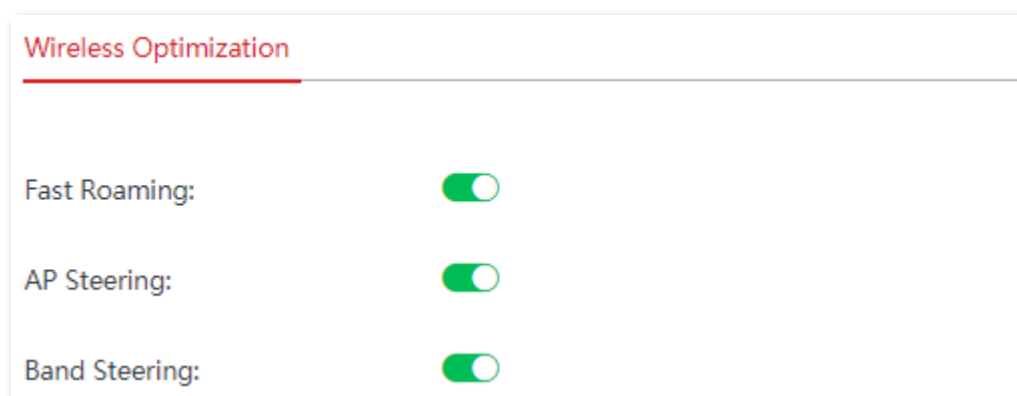 Wireless Optimization
Fast Roaming:
AP Steering:
Band Steering: